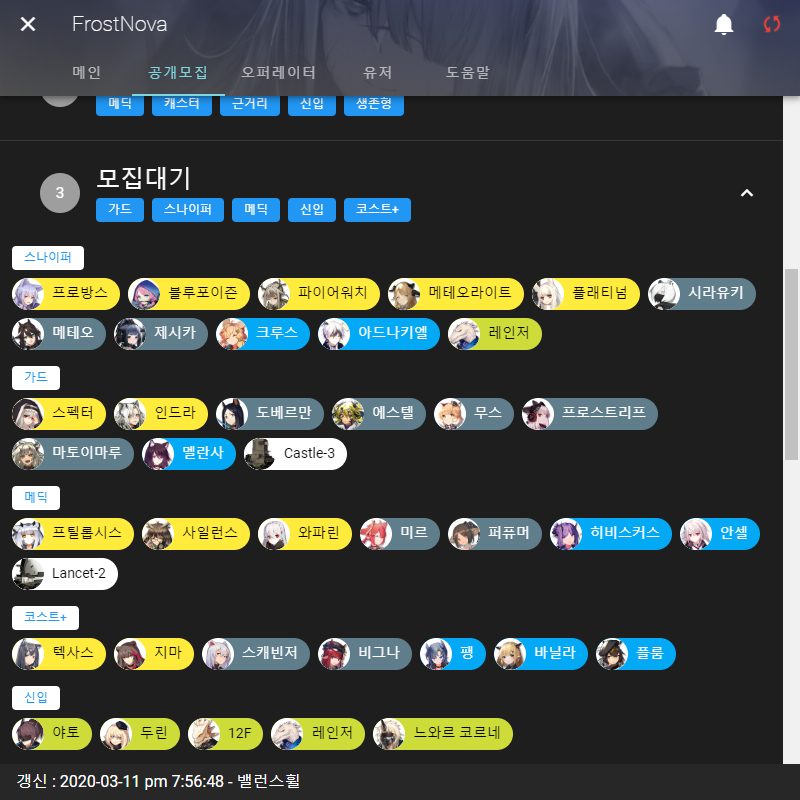 FrostNova
메인 공개모집 오퍼레이터 유저 도움말
메딕 캐스터 근거리 신입 생존형
3 모집대기
가드 스나이퍼 메딕 신입 코스트+
스나이퍼
프로방스 블루포이즌 파이어워치 메테오라이트 플래티넘 시라유키
메테오 제시카 크루스 아드나키엘 레인저
가드
스펙터 인드라 도베르만 에스텔 무스 프로스트리프
마토이마루 멜란사 Castle-3
메딕
프틸롭시스 사일런스 와파린 미르 퍼퓨머 히비스커스 안셀
Lancet-2
코스트+
텍사스 지마 스캐빈저 비그나 팽 바닐라 플룸
신입
야토 두린 12F 레인저 느와르 코르네
갱신 : 2020-03-11 pm 7:56:48 - 밸런스휠